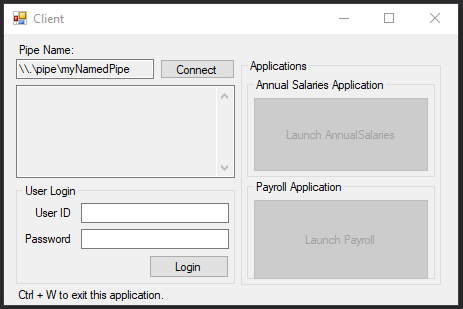 Client
Pipe Name:
\\.\pipe\myNamedPipe
Connect
User Login
User ID
Password
Login
Applications
Annual Salaries Application
Launch AnnualSalaries
Payroll Application
Launch Payroll
Ctrl + W to exit this application.